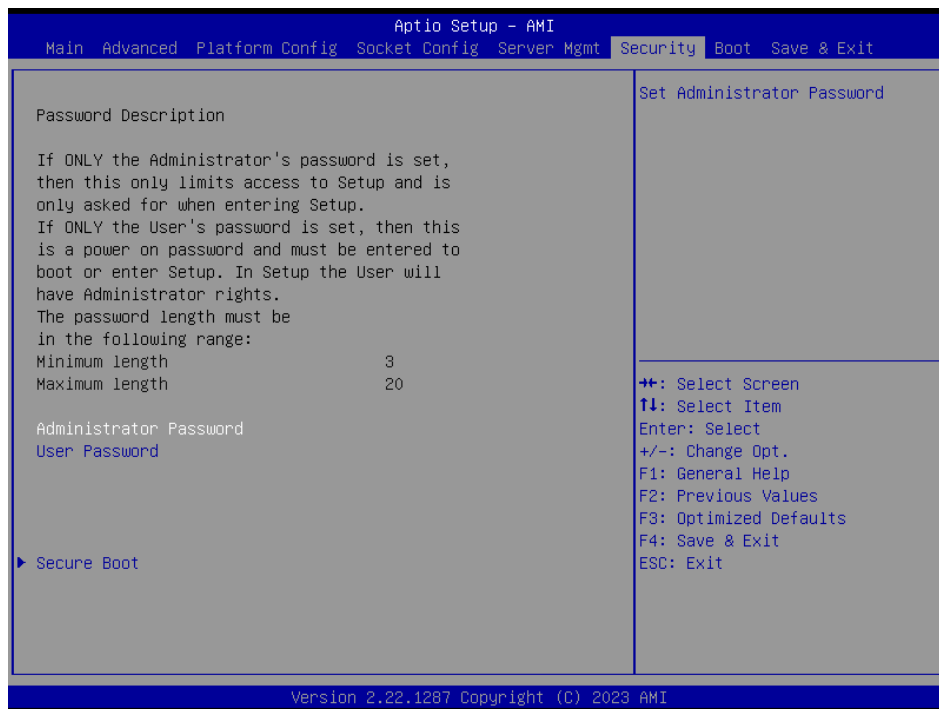 Aptio Setup – AMI
Main Advanced Platform Config Socket Config Server Mgmt Security Boot Save & Exit
Password Description
If ONLY the Administrator's password is set,
then this only limits access to Setup and is
only asked for when entering Setup.
If ONLY the User's password is set, then this
is a power on password and must be entered to
boot or enter Setup. In Setup the User will
have Administrator rights.
The password length must be
in the following range:
Minimum length 3
Maximum length 20
Administrator Password
User Password
▶ Secure Boot
Set Administrator Password
→←: Select Screen
↑↓: Select Item
Enter: Select
+/-: Change Opt.
F1: General Help
F2: Previous Values
F3: Optimized Defaults
F4: Save & Exit
ESC: Exit
Version 2.22.1287 Copyright (C) 2023 AMI